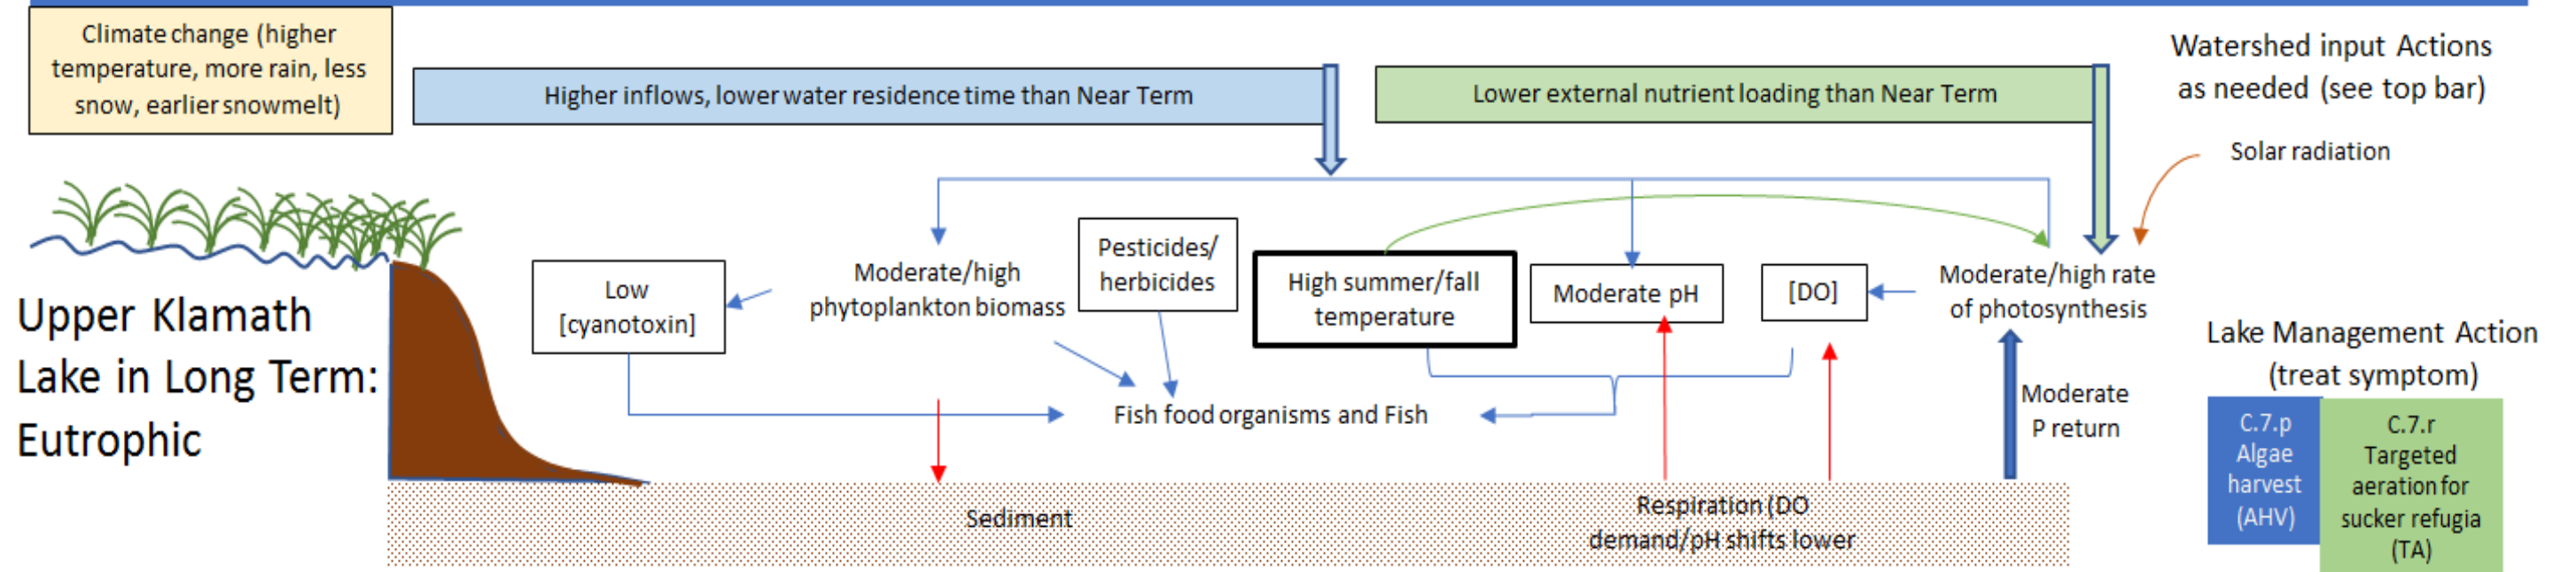 Climate change (higher
temperature, more rain, less
snow, earlier snowmelt)
Higher inflows, lower water residence time than Near Term
Lower external nutrient loading than Near Term
Watershed input Actions
as needed (see top bar)
Solar radiation
Upper Klamath
Lake in Long Term:
Eutrophic
Low
[cyanotoxin]
Moderate/high
phytoplankton biomass
Pesticides/
herbicides
High summer/fall
temperature
Moderate pH
[DO]
Moderate/high rate
of photosynthesis
Fish food organisms and Fish
Moderate
P return
Lake Management Action
(treat symptom)
C.7.p
Algae
harvest
(AHV)
C.7.r
Targeted
aeration for
sucker refugia
(TA)
Sediment
Respiration (DO
demand/pH shifts lower